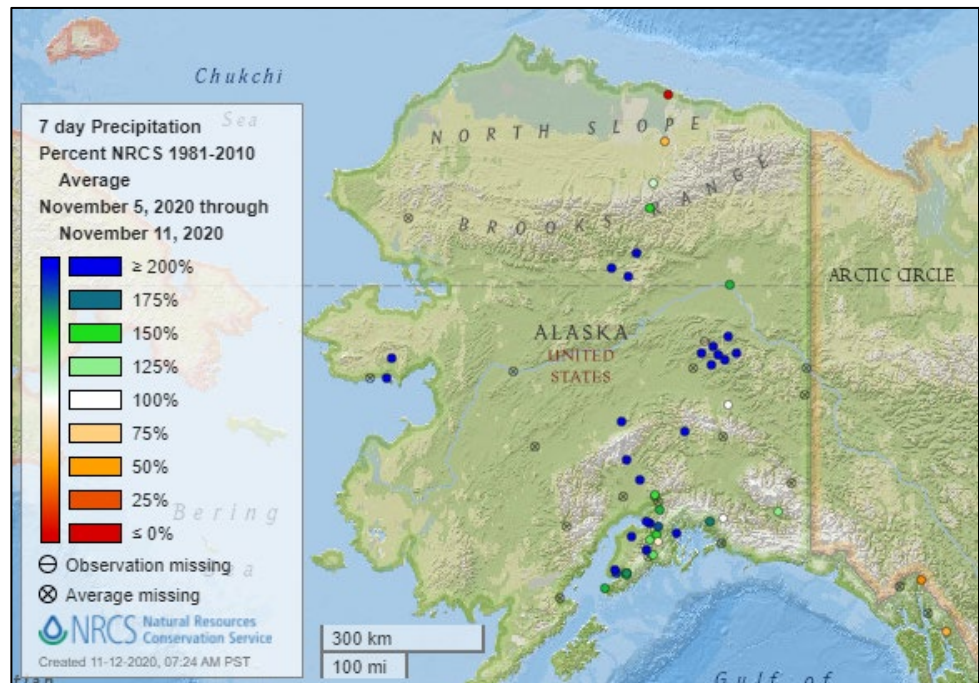 Chukchi
Sea
7 day Precipitation
Percent NRCS 1981-2010
Average
November 5, 2020 through
November 11, 2020
≥ 200%
175%
150%
125%
100%
75%
50%
25%
≤ 0%
Observation missing
Average missing
NRCS Natural Resources
Conservation Service
Created 11-12-2020, 07:24 AM PST
NORTH SLOPE
BROOKS RANGE
ARCTIC CIRCLE
ALASKA
UNITED
STATES
Bering
Sea
300 km
100 mi
Gulf of